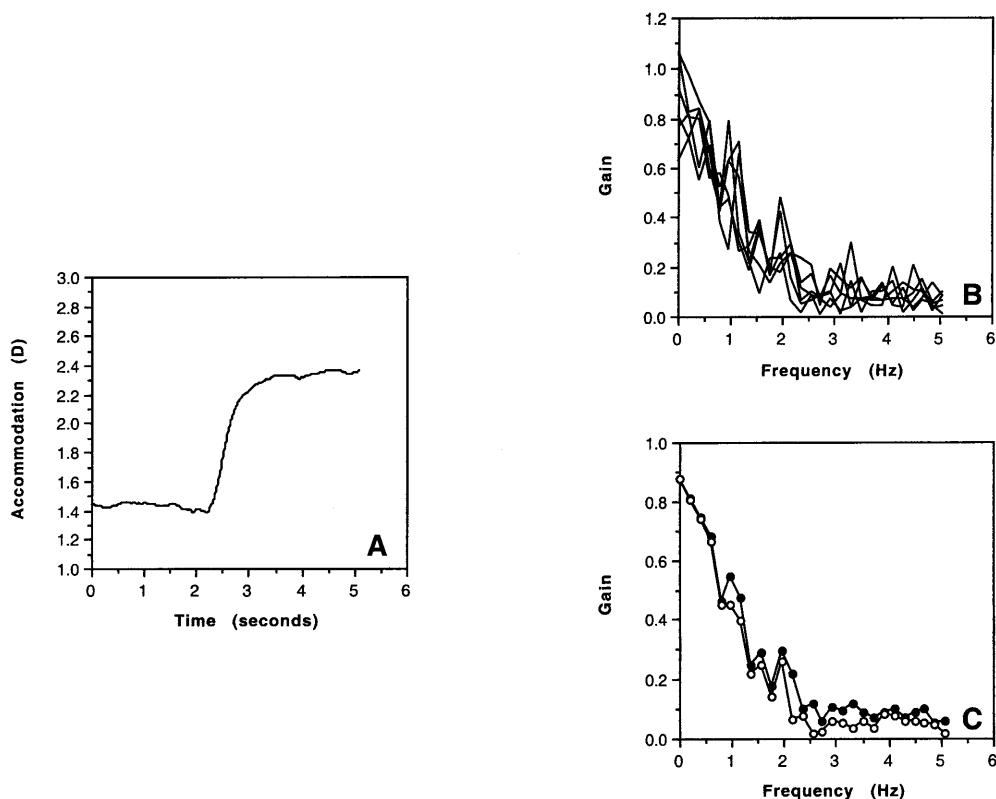 1.2
1.0
0.8
0.6
0.4
0.2
0.0
Gain
B
0 1 2 3 4 5 6
Frequency (Hz)
3.0
2.8
2.6
2.4
2.2
2.0
1.8
1.6
1.4
1.2
1.0
Accommodation (D)
A
0 1 2 3 4 5 6
Time (seconds)
1.0
0.8
0.6
0.4
0.2
0.0
Gain
C
0 1 2 3 4 5 6
Frequency (Hz)